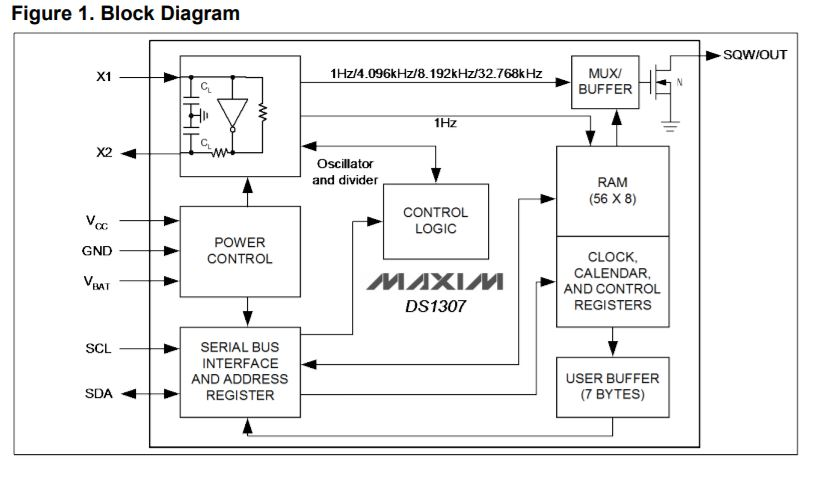 Figure 1. Block Diagram
X1
X2
CL
CL
1Hz/4.096kHz/8.192kHz/32.768kHz
MUX/
BUFFER
N
SQW/OUT
1Hz
Oscillator
and divider
RAM
(56 X 8)
VCC
GND
VBAT
POWER
CONTROL
CONTROL
LOGIC
MAXIM
DS1307
CLOCK,
CALENDAR,
AND CONTROL
REGISTERS
SCL
SDA
SERIAL BUS
INTERFACE
AND ADDRESS
REGISTER
USER BUFFER
(7 BYTES)